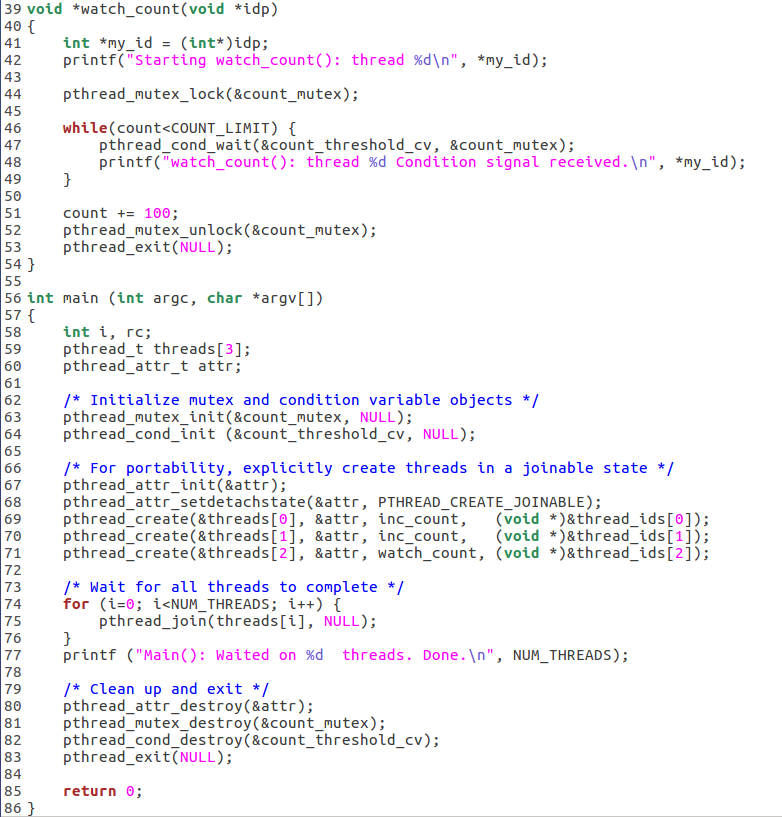 39 void *watch_count(void *idp)
40 {
41     int *my_id = (int*)idp;
42     printf("Starting watch_count(): thread %d\n", *my_id);
43
44     pthread_mutex_lock(&count_mutex);
45
46     while(count<COUNT_LIMIT) {
47         pthread_cond_wait(&count_threshold_cv, &count_mutex);
48         printf("watch_count(): thread %d Condition signal received.\n", *my_id);
49     }
50
51     count += 100;
52     pthread_mutex_unlock(&count_mutex);
53     pthread_exit(NULL);
54 }
55
56 int main (int argc, char *argv[])
57 {
58     int i, rc;
59     pthread_t threads[3];
60     pthread_attr_t attr;
61
62     /* Initialize mutex and condition variable objects */
63     pthread_mutex_init(&count_mutex, NULL);
64     pthread_cond_init (&count_threshold_cv, NULL);
65
66     /* For portability, explicitly create threads in a joinable state */
67     pthread_attr_init(&attr);
68     pthread_attr_setdetachstate(&attr, PTHREAD_CREATE_JOINABLE);
69     pthread_create(&threads[0], &attr, inc_count,   (void *)&thread_ids[0]);
70     pthread_create(&threads[1], &attr, inc_count,   (void *)&thread_ids[1]);
71     pthread_create(&threads[2], &attr, watch_count, (void *)&thread_ids[2]);
72
73     /* Wait for all threads to complete */
74     for (i=0; i<NUM_THREADS; i++) {
75         pthread_join(threads[i], NULL);
76     }
77     printf ("Main(): Waited on %d  threads. Done.\n", NUM_THREADS);
78
79     /* Clean up and exit */
80     pthread_attr_destroy(&attr);
81     pthread_mutex_destroy(&count_mutex);
82     pthread_cond_destroy(&count_threshold_cv);
83     pthread_exit(NULL);
84
85     return 0;
86 }